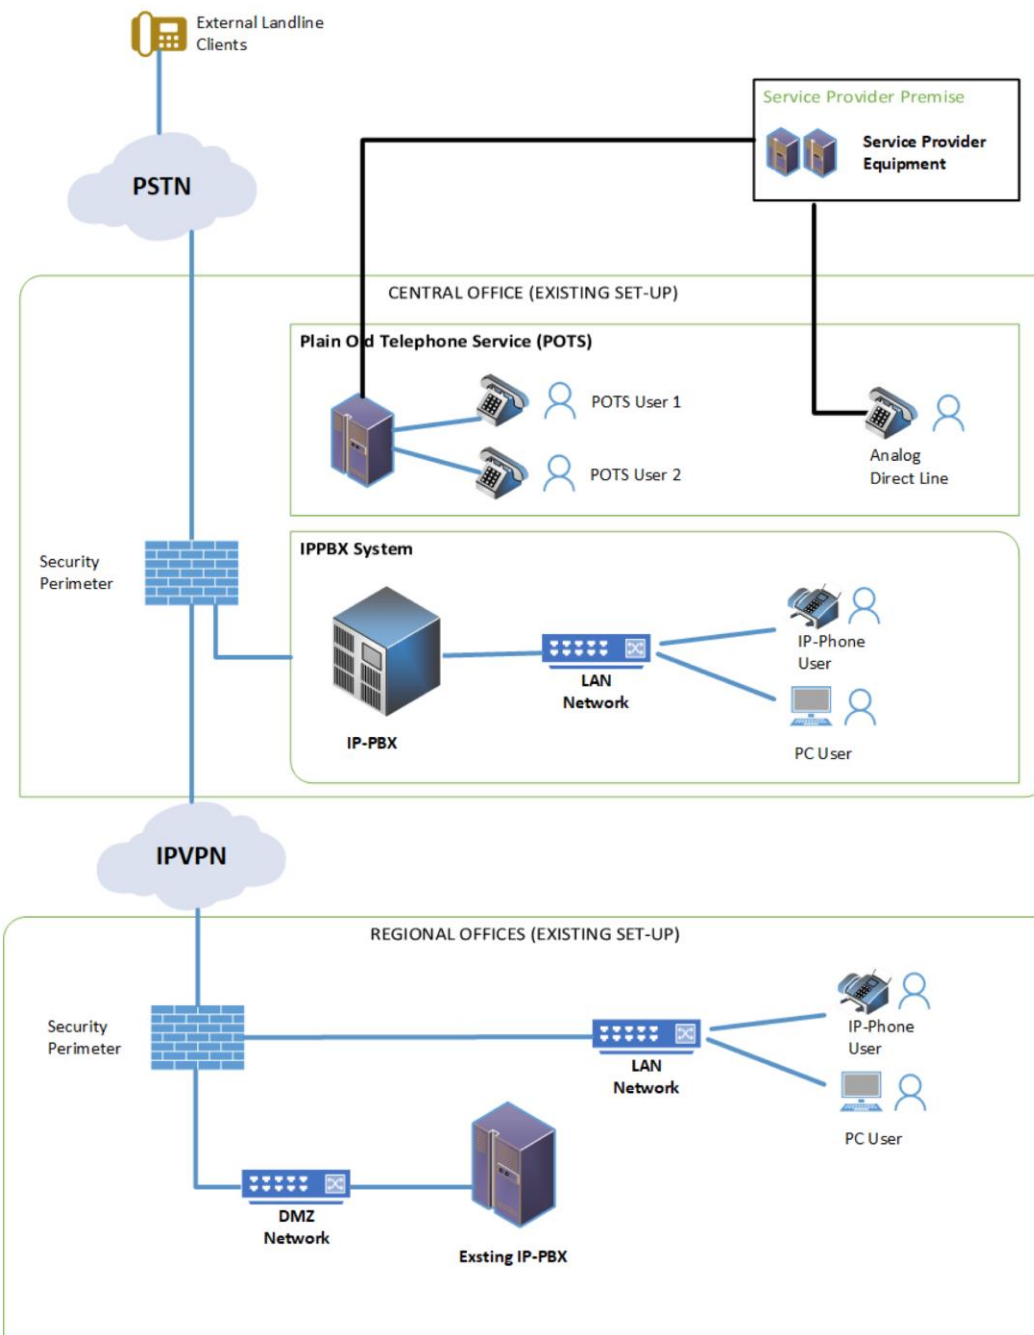 External Landline
Clients
Service Provider Premise
Service Provider
Equipment
PSTN
CENTRAL OFFICE (EXISTING SET-UP)
Plain Old Telephone Service (POTS)
POTS User 1
POTS User 2
Analog
Direct Line
IPPBX System
Security
Perimeter
IP-Phone
User
LAN
Network
IP-PBX
PC User
IPVPN
REGIONAL OFFICES (EXISTING SET-UP)
Security
Perimeter
IP-Phone
User
LAN
Network
PC User
DMZ
Network
Exsting IP-PBX